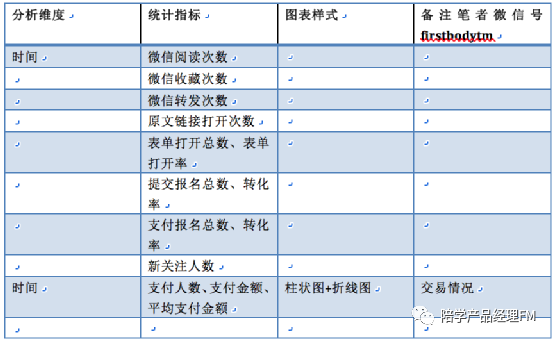 分析维度 统计指标 图表样式 备注笔者微信号
firstbodytm
时间 微信阅读次数
微信收藏次数
微信转发次数
原文链接打开次数
表单打开总数、表单
打开率
提交报名总数、转化
率
支付报名总数、转化
率
新关注人数
时间 支付人数、支付金额、 柱状图+折线图 交易情况
平均支付金额
陪学产品经理FM